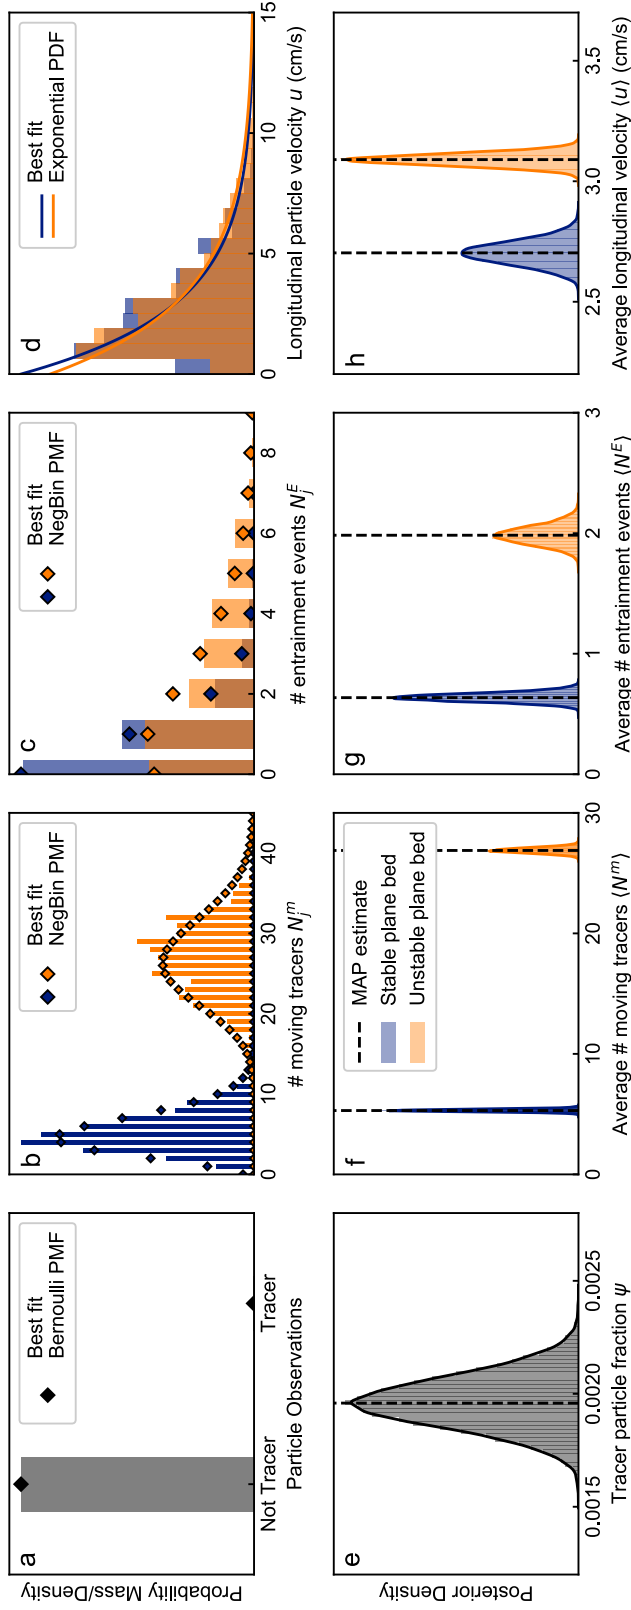 Probability Mass/Density
a
Best fit
Bernoulli PMF
Not Tracer
Tracer
Particle Observations
b
Best fit
NegBin PMF
0
10
20
30
40
# moving tracers N_j^m
c
Best fit
NegBin PMF
0
2
4
6
8
# entrainment events N_j^E
d
Best fit
Exponential PDF
0
5
10
15
Longitudinal particle velocity u (cm/s)
Posterior Density
e
0.0015
0.0020
0.0025
Tracer particle fraction ψ
f
MAP estimate
Stable plane bed
Unstable plane bed
0
10
20
30
Average # moving tracers ⟨N^m⟩
g
0
1
2
3
Average # entrainment events ⟨N^E⟩
h
2.5
3.0
3.5
Average longitudinal velocity ⟨u⟩ (cm/s)